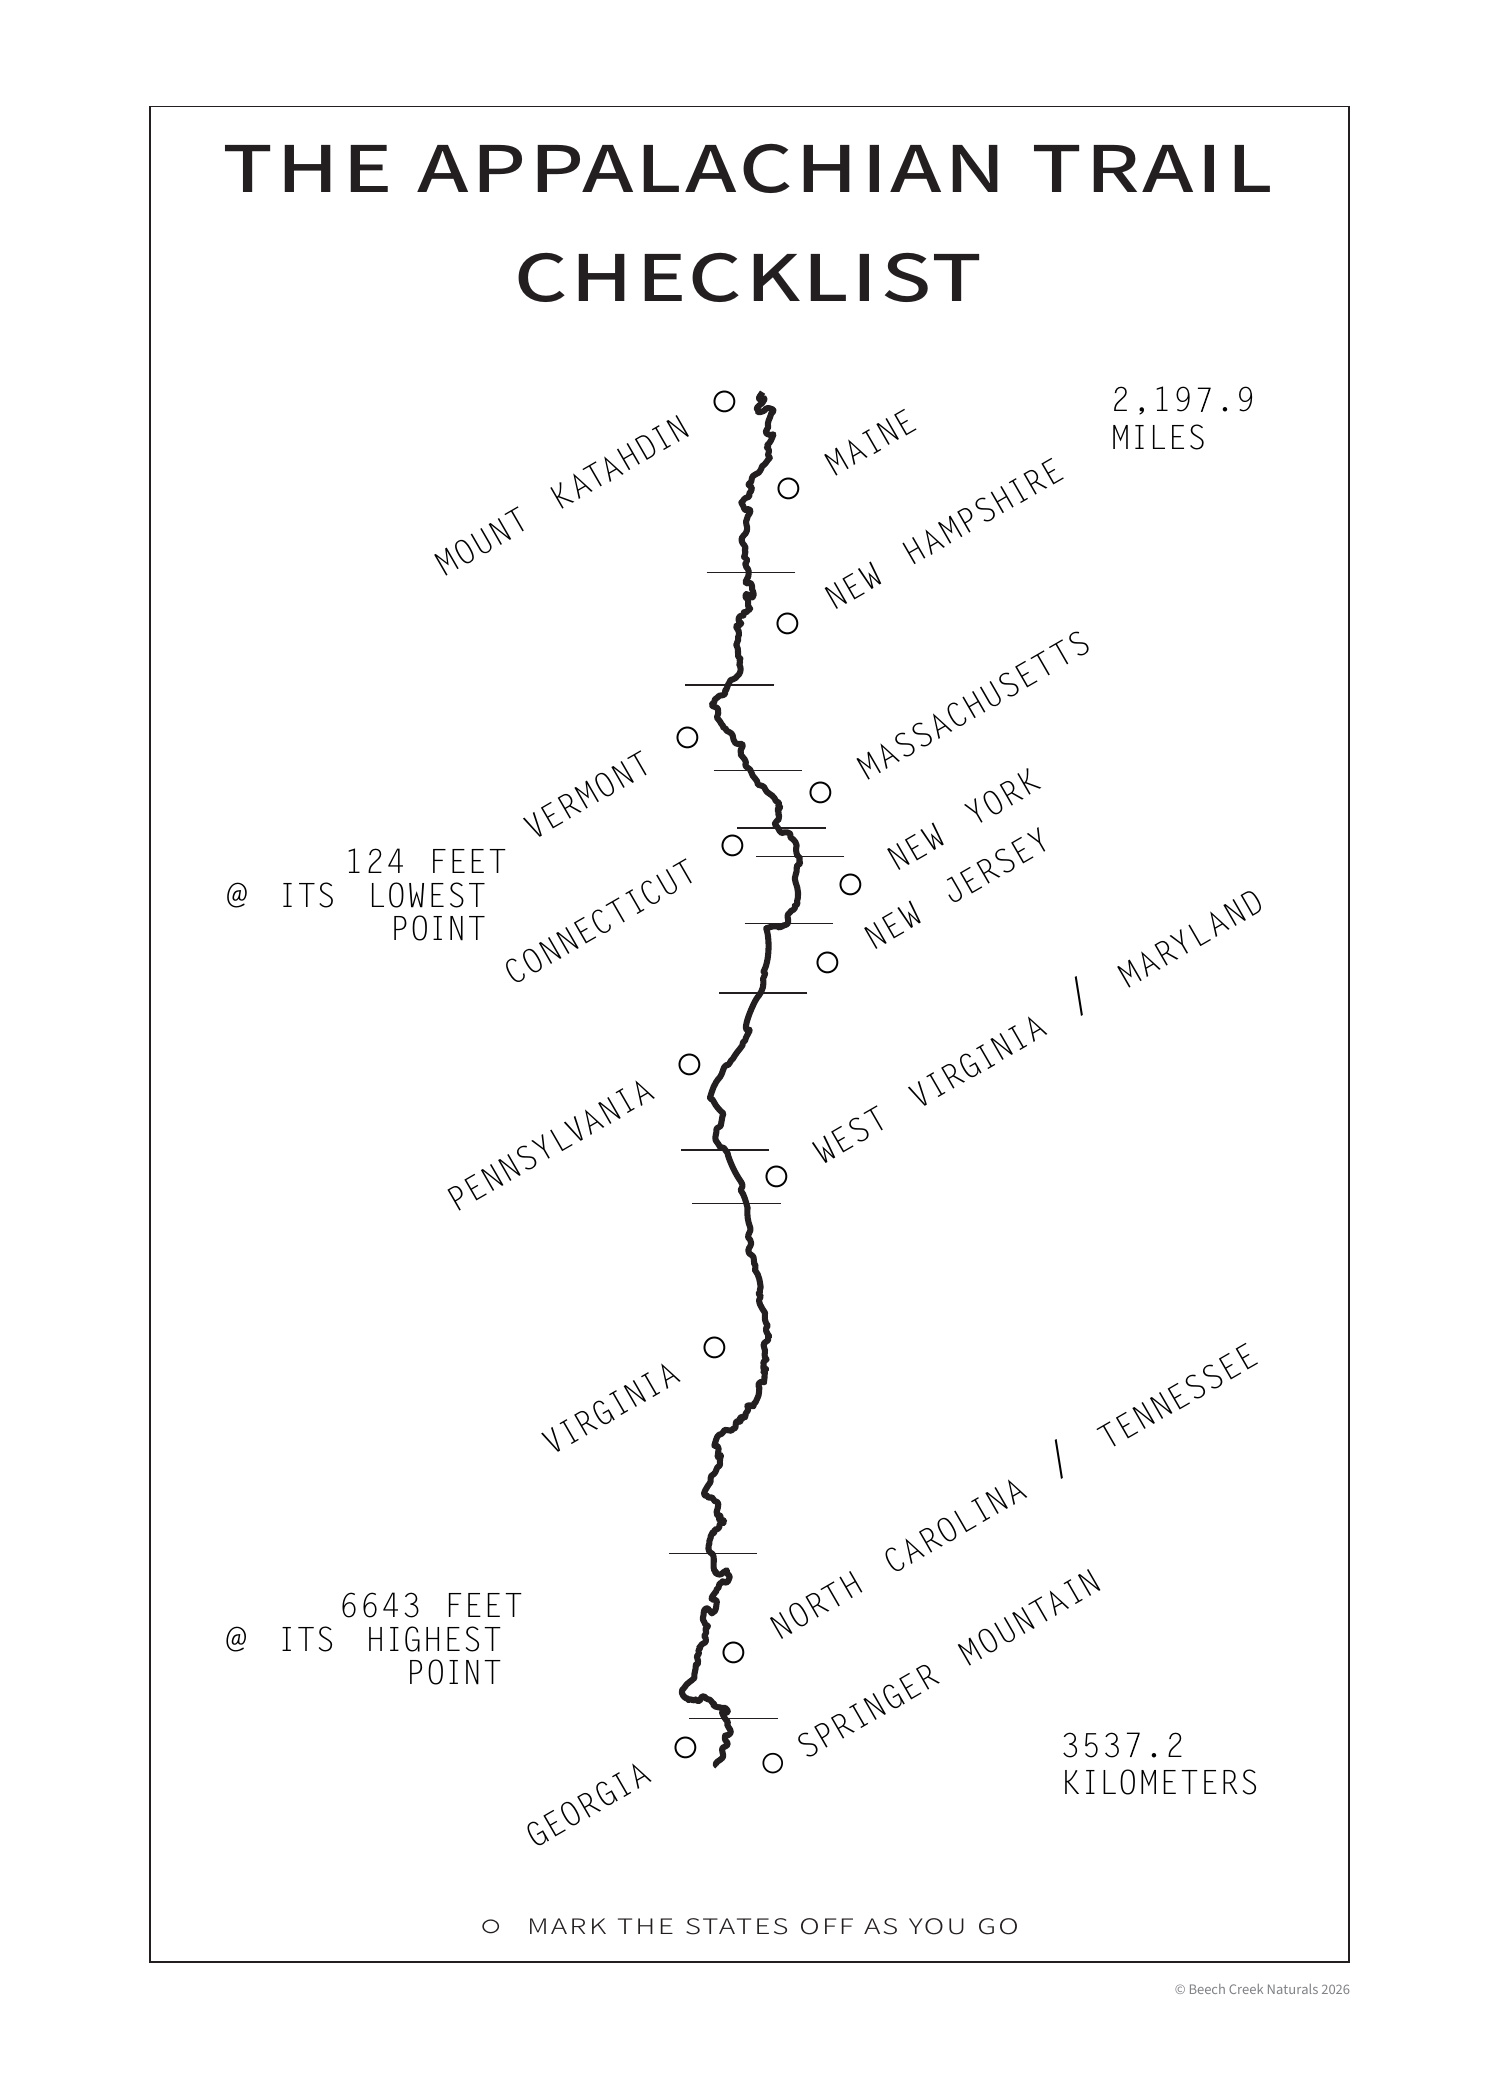 THE APPALACHIAN TRAIL
CHECKLIST
2,197.9
MILES
MOUNT KATAHDIN
MAINE
NEW HAMPSHIRE
VERMONT
MASSACHUSETTS
124 FEET
@ ITS LOWEST
POINT
CONNECTICUT
NEW YORK
NEW JERSEY
PENNSYLVANIA
WEST VIRGINIA / MARYLAND
VIRGINIA
NORTH CAROLINA / TENNESSEE
6643 FEET
@ ITS HIGHEST
POINT
GEORGIA
SPRINGER MOUNTAIN
3537.2
KILOMETERS
MARK THE STATES OFF AS YOU GO
© Beech Creek Naturals 2026